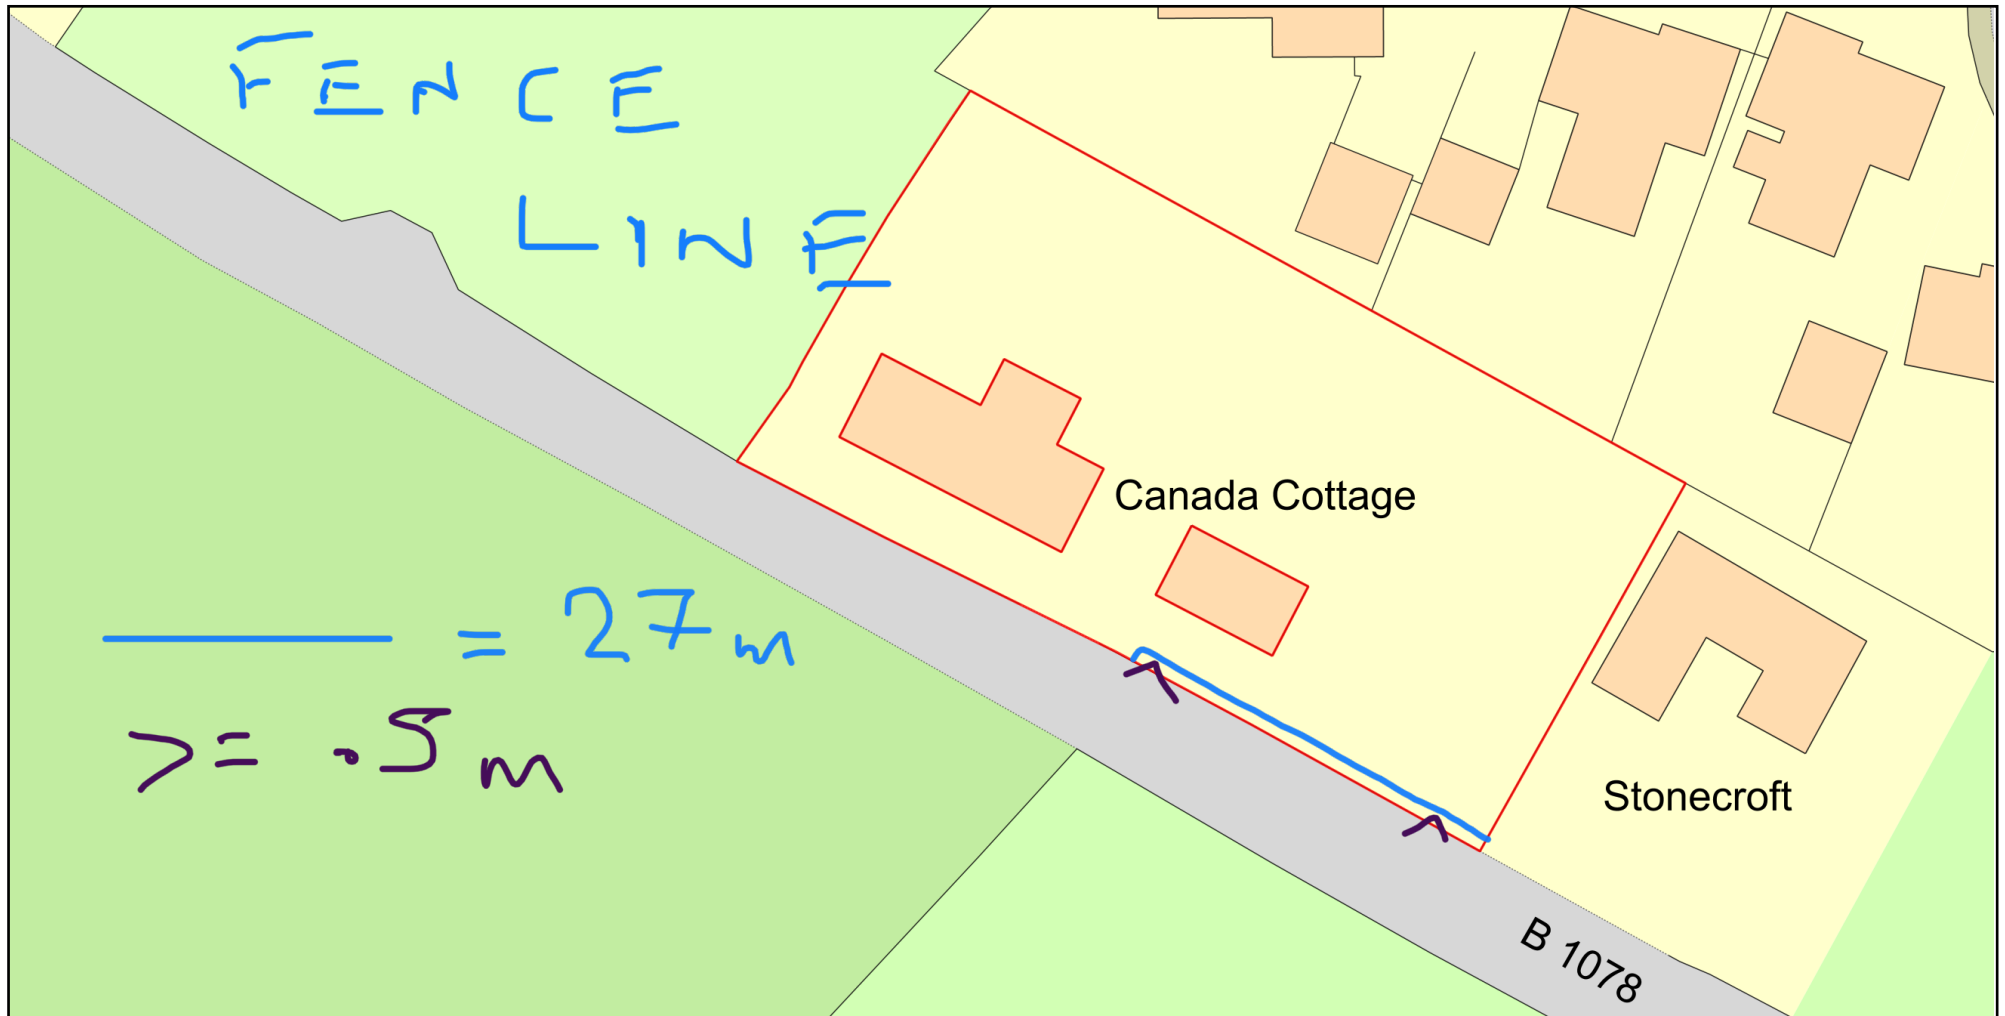 FENCE
LINE
Canada Cottage
= 27m
>= .5m
Stonecroft
B 1078